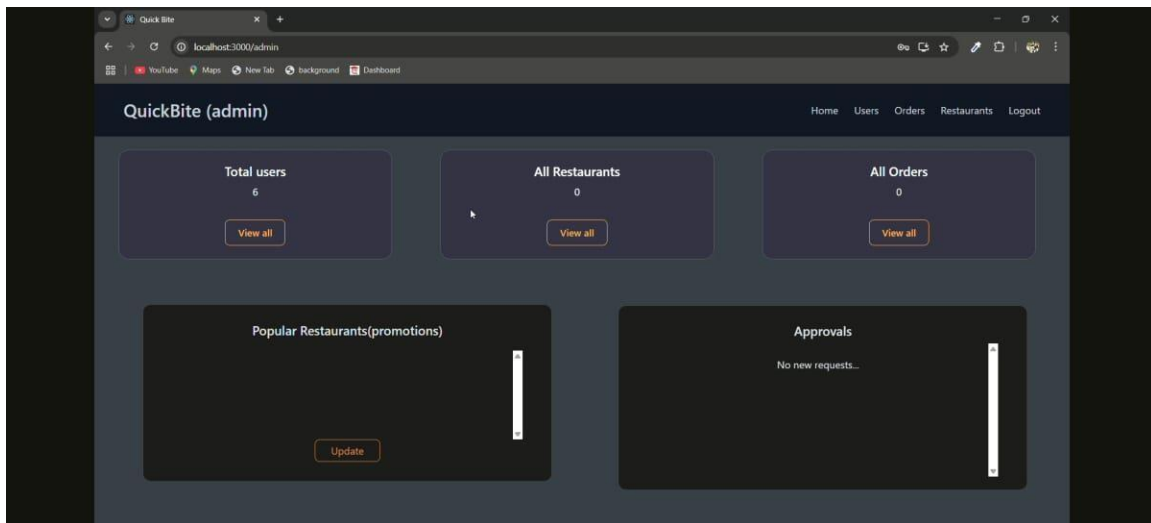 Quick Bite
localhost:3000/admin
YouTube Maps New Tab background Dashboard
QuickBite (admin) Home Users Orders Restaurants Logout
Total users All Restaurants All Orders
6 0 0
View all View all View all
Popular Restaurants(promotions) Approvals
No new requests...
Update